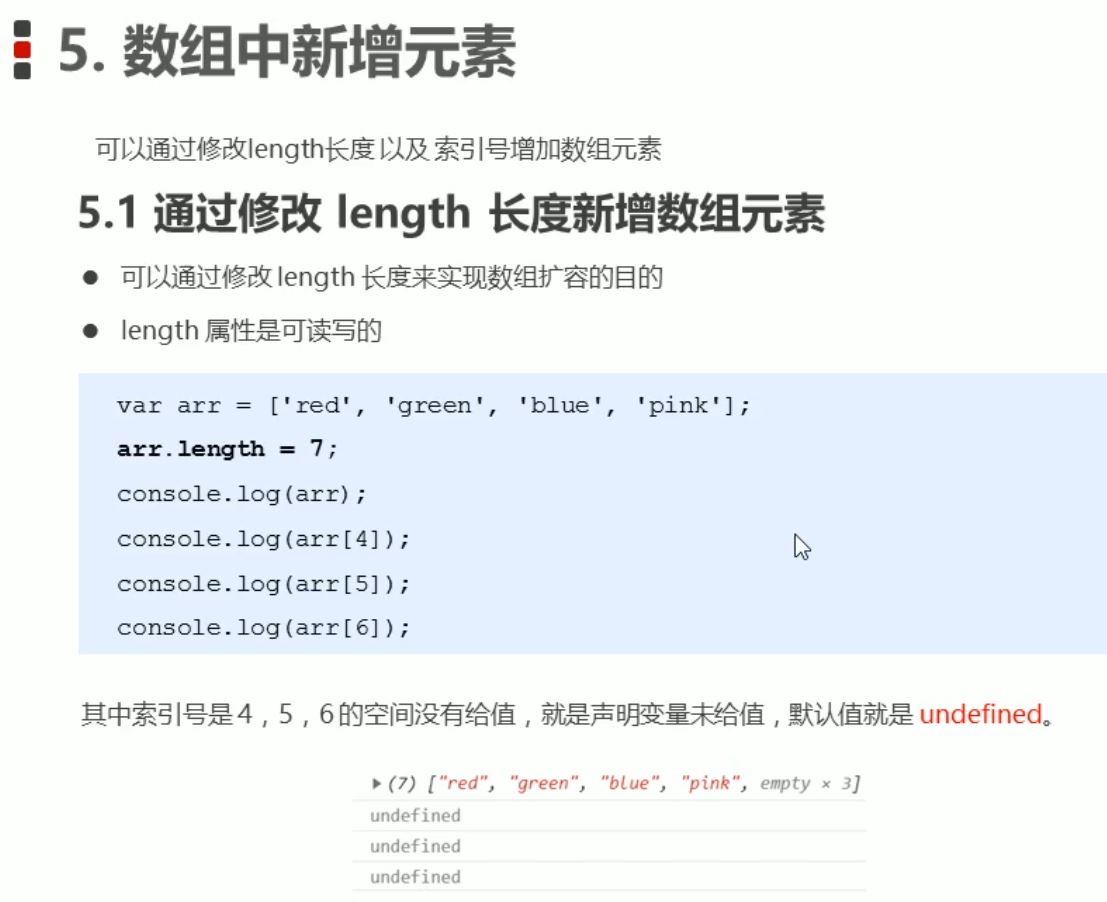 5. 数组中新增元素
可以通过修改length长度以及索引号增加数组元素
5.1 通过修改 length 长度新增数组元素
● 可以通过修改 length 长度来实现数组扩容的目的
● length 属性是可读写的
var arr = ['red', 'green', 'blue', 'pink'];
arr.length = 7;
console.log(arr);
console.log(arr[4]);
console.log(arr[5]);
console.log(arr[6]);
其中索引号是4，5，6的空间没有给值，就是声明变量未给值，默认值就是 undefined。
▶ (7) ["red", "green", "blue", "pink", empty × 3]
undefined
undefined
undefined